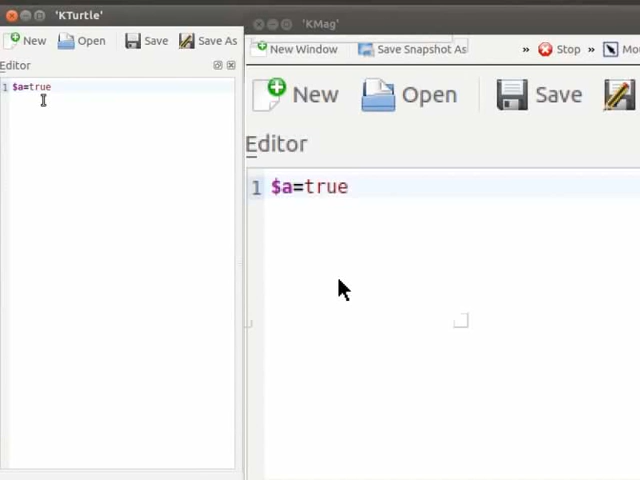 'KTurtle'
New Open Save Save As
Editor
1 $a=true
'KMag'
New Window Save Snapshot As » Stop »
New Open Save
Editor
1 $a=true